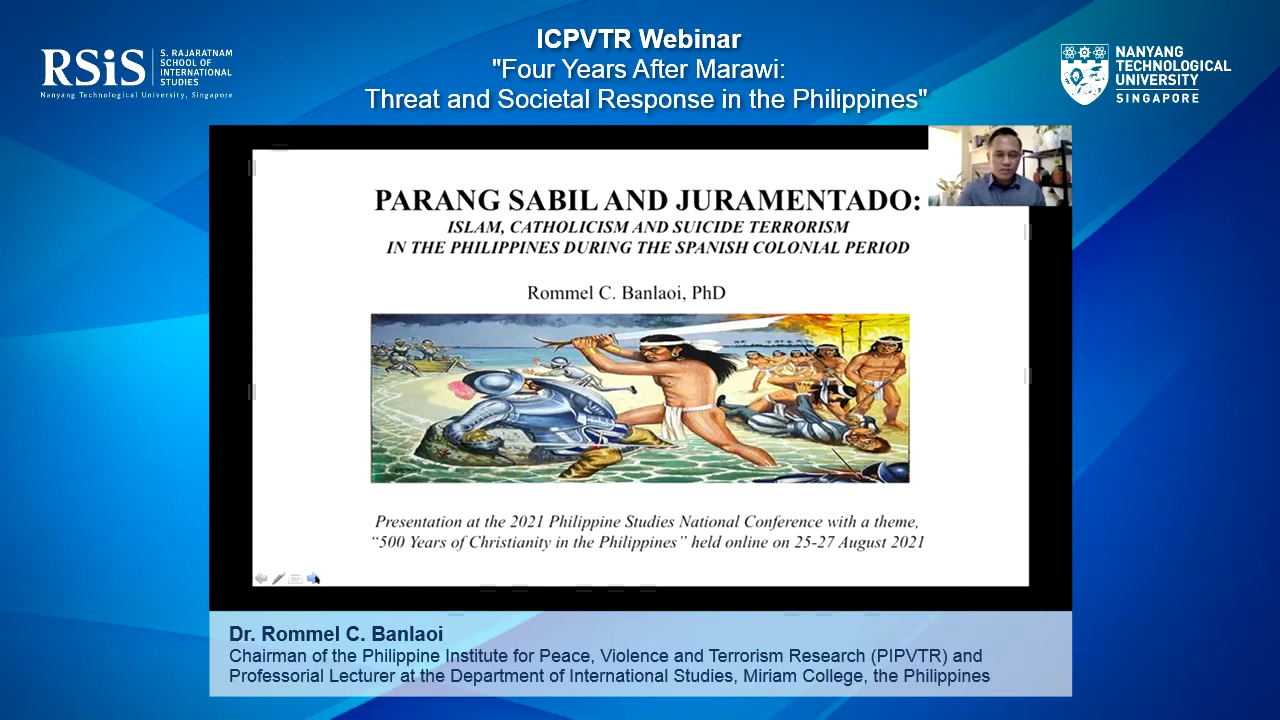 RSiS
S. RAJARATNAM
SCHOOL OF
INTERNATIONAL
STUDIES
Nanyang Technological University, Singapore
ICPVTR Webinar
"Four Years After Marawi:
Threat and Societal Response in the Philippines"
NANYANG
TECHNOLOGICAL
UNIVERSITY
SINGAPORE
PARANG SABIL AND JURAMENTADO:
ISLAM, CATHOLICISM AND SUICIDE TERRORISM
IN THE PHILIPPINES DURING THE SPANISH COLONIAL PERIOD
Rommel C. Banlaoi, PhD
Presentation at the 2021 Philippine Studies National Conference with a theme,
“500 Years of Christianity in the Philippines” held online on 25-27 August 2021
Dr. Rommel C. Banlaoi
Chairman of the Philippine Institute for Peace, Violence and Terrorism Research (PIPVTR) and
Professorial Lecturer at the Department of International Studies, Miriam College, the Philippines